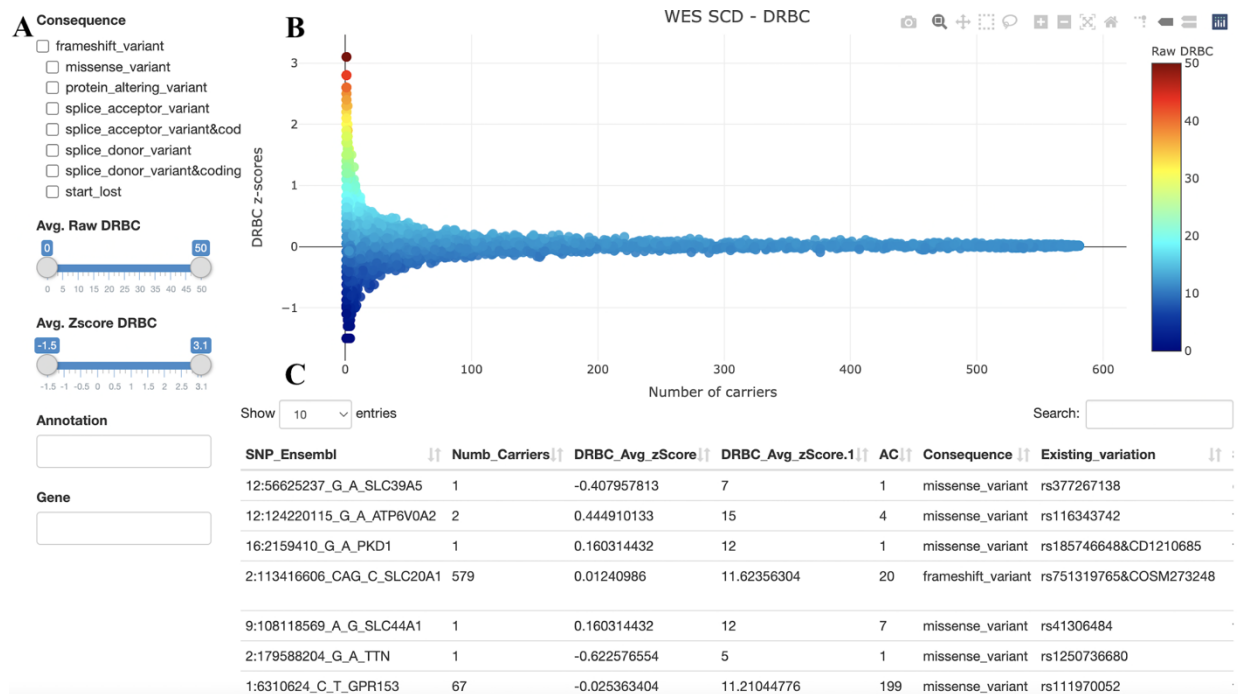 A
Consequence
frameshift_variant
missense_variant
protein_altering_variant
splice_acceptor_variant
splice_acceptor_variant&cod
splice_donor_variant
splice_donor_variant&coding
start_lost
Avg. Raw DRBC
0 50
0 5 10 15 20 25 30 35 40 45 50
Avg. Zscore DRBC
-1.5 3.1
-1.5 -1 -0.5 0 0.5 1 1.5 2 2.5 3.1
Annotation
Gene
B
WES SCD - DRBC
DRBC z-scores
3
2
1
0
−1
0 100 200 300 400 500 600
Number of carriers
Raw DRBC
50
40
30
20
10
0
C
Show 10 entries
Search:
SNP_Ensembl Numb_Carriers DRBC_Avg_zScore DRBC_Avg_zScore.1 AC Consequence Existing_variation
12:56625237_G_A_SLC39A5 1 -0.407957813 7 1 missense_variant rs377267138
12:124220115_G_A_ATP6V0A2 2 0.444910133 15 4 missense_variant rs116343742
16:2159410_G_A_PKD1 1 0.160314432 12 1 missense_variant rs185746648&CD1210685
2:113416606_CAG_C_SLC20A1 579 0.01240986 11.62356304 20 frameshift_variant rs751319765&COSM273248
9:108118569_A_G_SLC44A1 1 0.160314432 12 7 missense_variant rs41306484
2:179588204_G_A_TTN 1 -0.622576554 5 1 missense_variant rs1250736680
1:6310624_C_T_GPR153 67 -0.025363404 11.21044776 199 missense_variant rs111970052